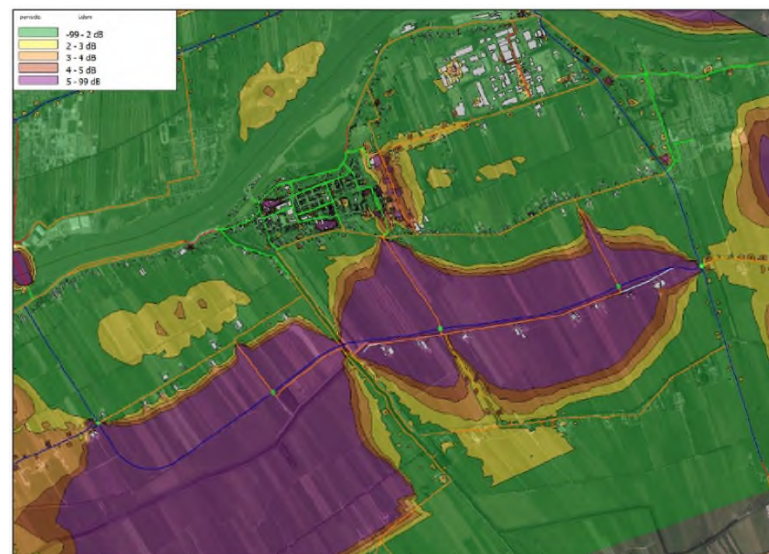 periode: Lden
-99 - 2 dB
2 - 3 dB
3 - 4 dB
4 - 5 dB
5 - 99 dB